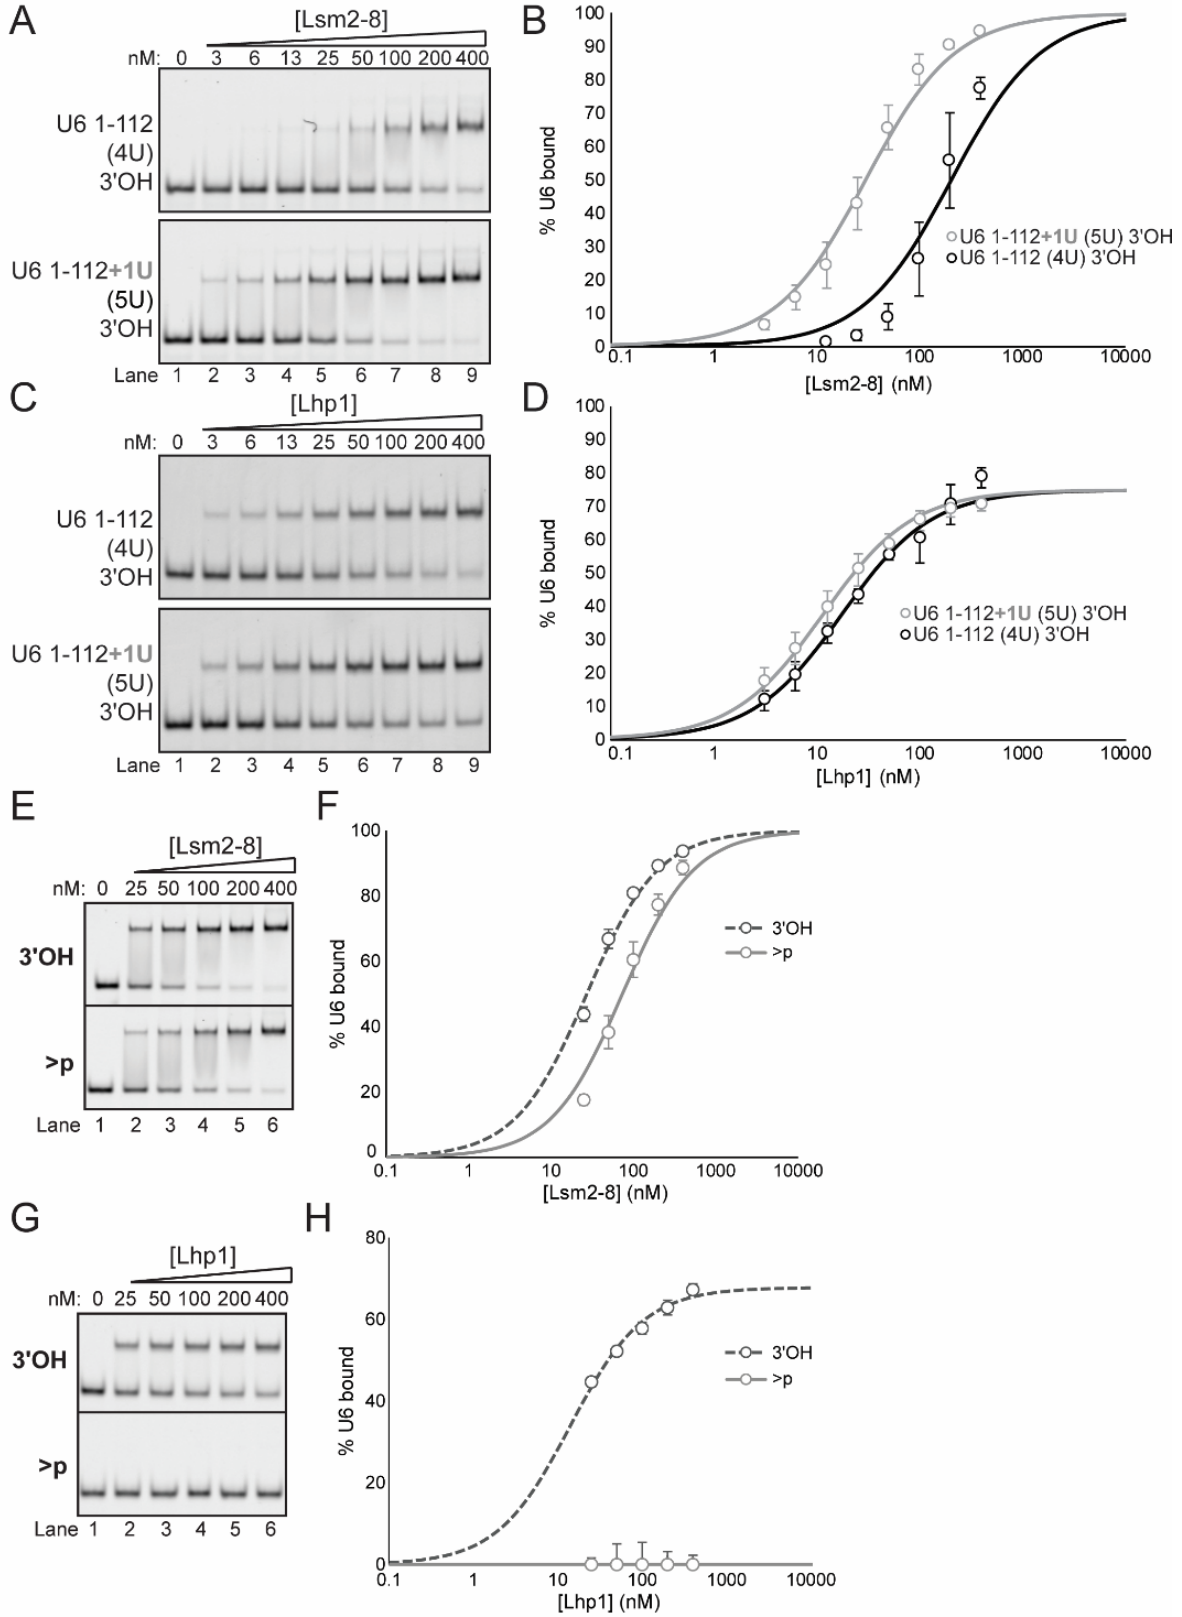 A
[Lsm2-8]
nM: 0 3 6 13 25 50 100 200 400
U6 1-112
(4U)
3'OH
U6 1-112+1U
(5U)
3'OH
Lane 1 2 3 4 5 6 7 8 9
B
100
90
80
70
60
50
40
30
20
10
0
% U6 bound
U6 1-112+1U (5U) 3'OH
U6 1-112 (4U) 3'OH
0.1 1 10 100 1000 10000
[Lsm2-8] (nM)
C
[Lhp1]
nM: 0 3 6 13 25 50 100 200 400
U6 1-112
(4U)
3'OH
U6 1-112+1U
(5U)
3'OH
Lane 1 2 3 4 5 6 7 8 9
D
100
90
80
70
60
50
40
30
20
10
0
% U6 bound
U6 1-112+1U (5U) 3'OH
U6 1-112 (4U) 3'OH
0.1 1 10 100 1000 10000
[Lhp1] (nM)
E
[Lsm2-8]
nM: 0 25 50 100 200 400
3'OH
>p
Lane 1 2 3 4 5 6
F
100
80
60
40
20
0
% U6 bound
3'OH
>p
0.1 1 10 100 1000 10000
[Lsm2-8] (nM)
G
[Lhp1]
nM: 0 25 50 100 200 400
3'OH
>p
Lane 1 2 3 4 5 6
H
80
60
40
20
0
% U6 bound
3'OH
>p
0.1 1 10 100 1000 10000
[Lhp1] (nM)